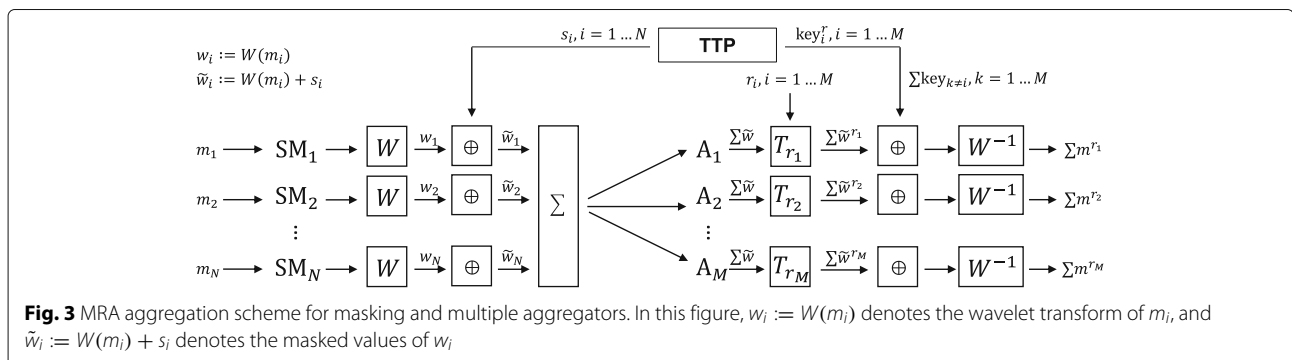 s_i, i = 1 … N TTP key_i^r, i = 1 … M
w_i := W(m_i)
w̃_i := W(m_i) + s_i
r_i, i = 1 … M ∑key_{k≠i}, k = 1 … M
m_1 SM_1 W w_1 ⊕ w̃_1 A_1 ∑w̃ T_{r_1} ∑w̃^{r_1} ⊕ W^{−1} ∑m^{r_1}
m_2 SM_2 W w_2 ⊕ w̃_2 ∑ A_2 ∑w̃ T_{r_2} ∑w̃^{r_2} ⊕ W^{−1} ∑m^{r_2}
⋮ ⋮
m_N SM_N W w_N ⊕ w̃_N A_M ∑w̃ T_{r_M} ∑w̃^{r_M} ⊕ W^{−1} ∑m^{r_M}
Fig. 3 MRA aggregation scheme for masking and multiple aggregators. In this figure, w_i := W(m_i) denotes the wavelet transform of m_i, and
w̃_i := W(m_i) + s_i denotes the masked values of w_i